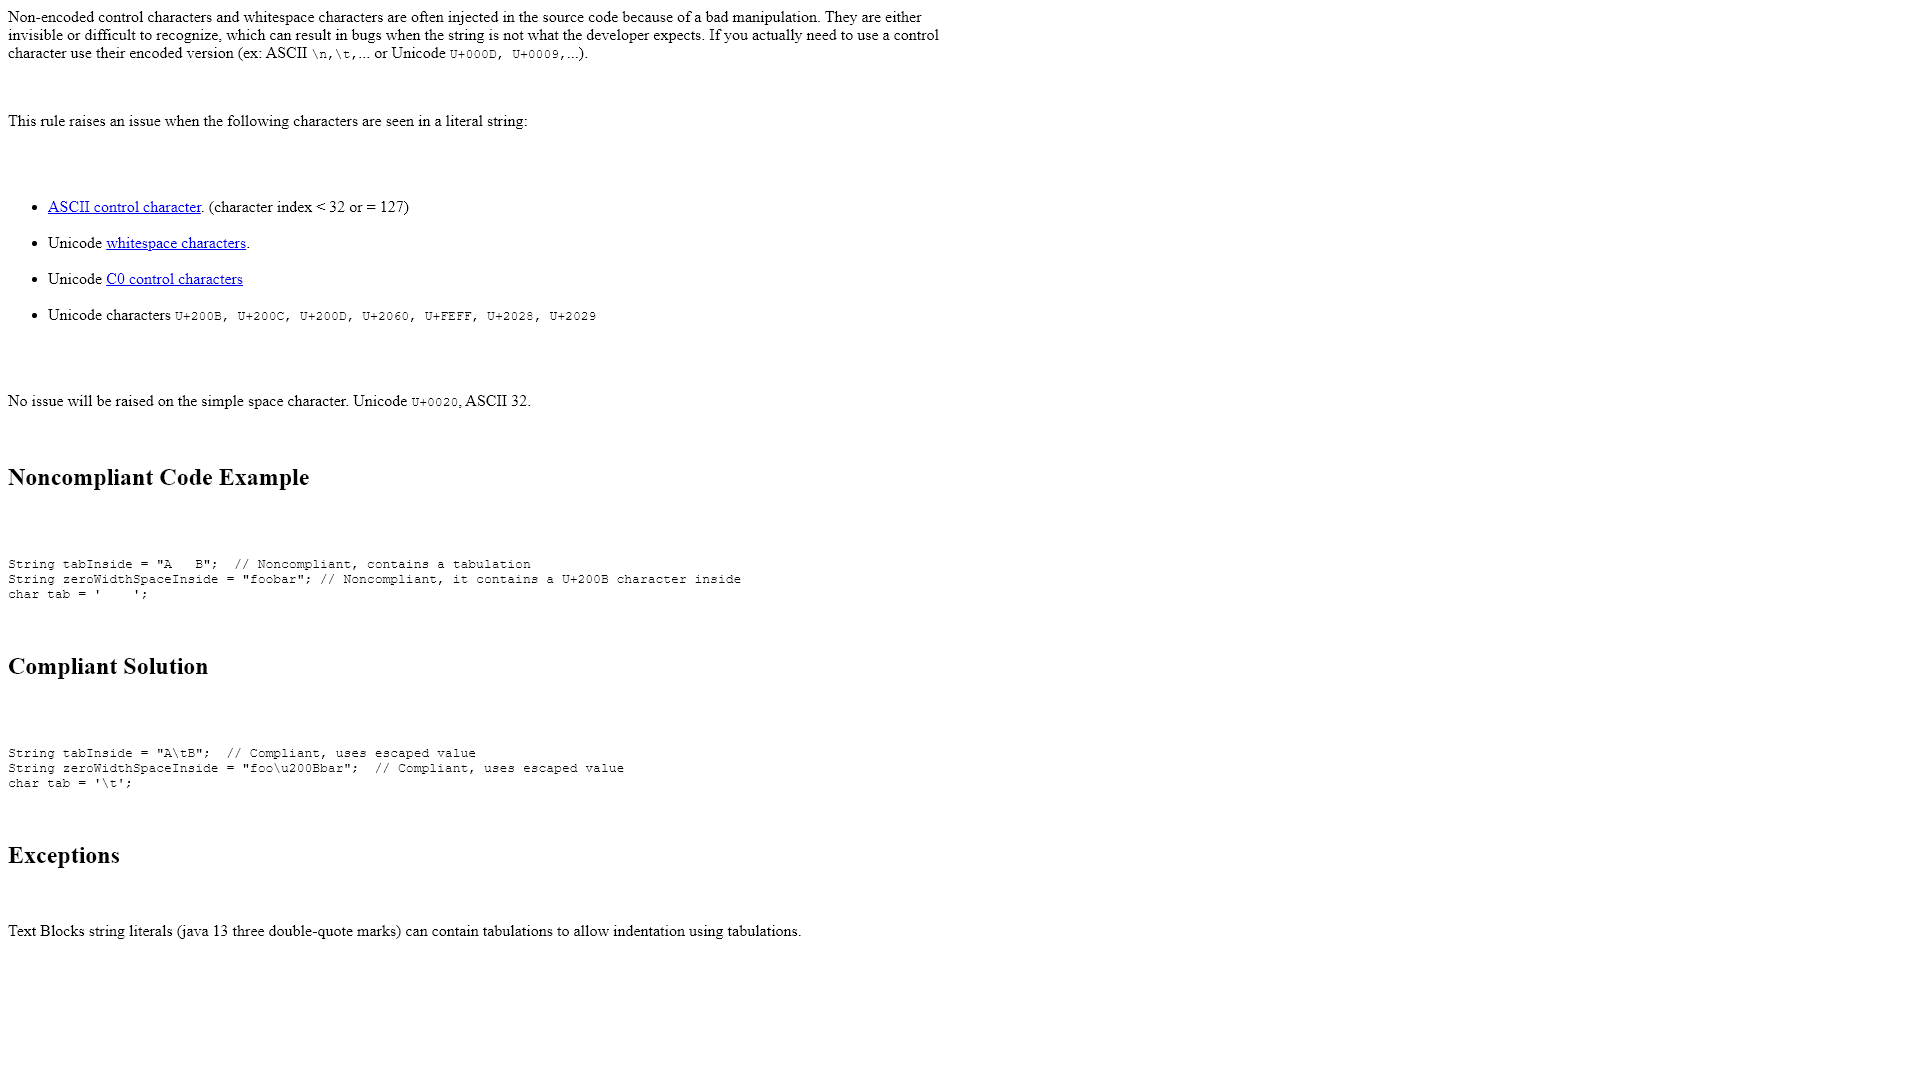 Non-encoded control characters and whitespace characters are often injected in the source code because of a bad manipulation. They are either
invisible or difficult to recognize, which can result in bugs when the string is not what the developer expects. If you actually need to use a control
character use their encoded version (ex: ASCII \n,\t,... or Unicode U+000D, U+0009,...).
This rule raises an issue when the following characters are seen in a literal string:
• ASCII control character. (character index < 32 or = 127)
• Unicode whitespace characters.
• Unicode C0 control characters
• Unicode characters U+200B, U+200C, U+200D, U+2060, U+FEFF, U+2028, U+2029
No issue will be raised on the simple space character. Unicode U+0020, ASCII 32.
Noncompliant Code Example
String tabInside = "A   B";  // Noncompliant, contains a tabulation
String zeroWidthSpaceInside = "foobar"; // Noncompliant, it contains a U+200B character inside
char tab = '    ';
Compliant Solution
String tabInside = "A\tB";  // Compliant, uses escaped value
String zeroWidthSpaceInside = "foo\u200Bbar";  // Compliant, uses escaped value
char tab = '\t';
Exceptions
Text Blocks string literals (java 13 three double-quote marks) can contain tabulations to allow indentation using tabulations.